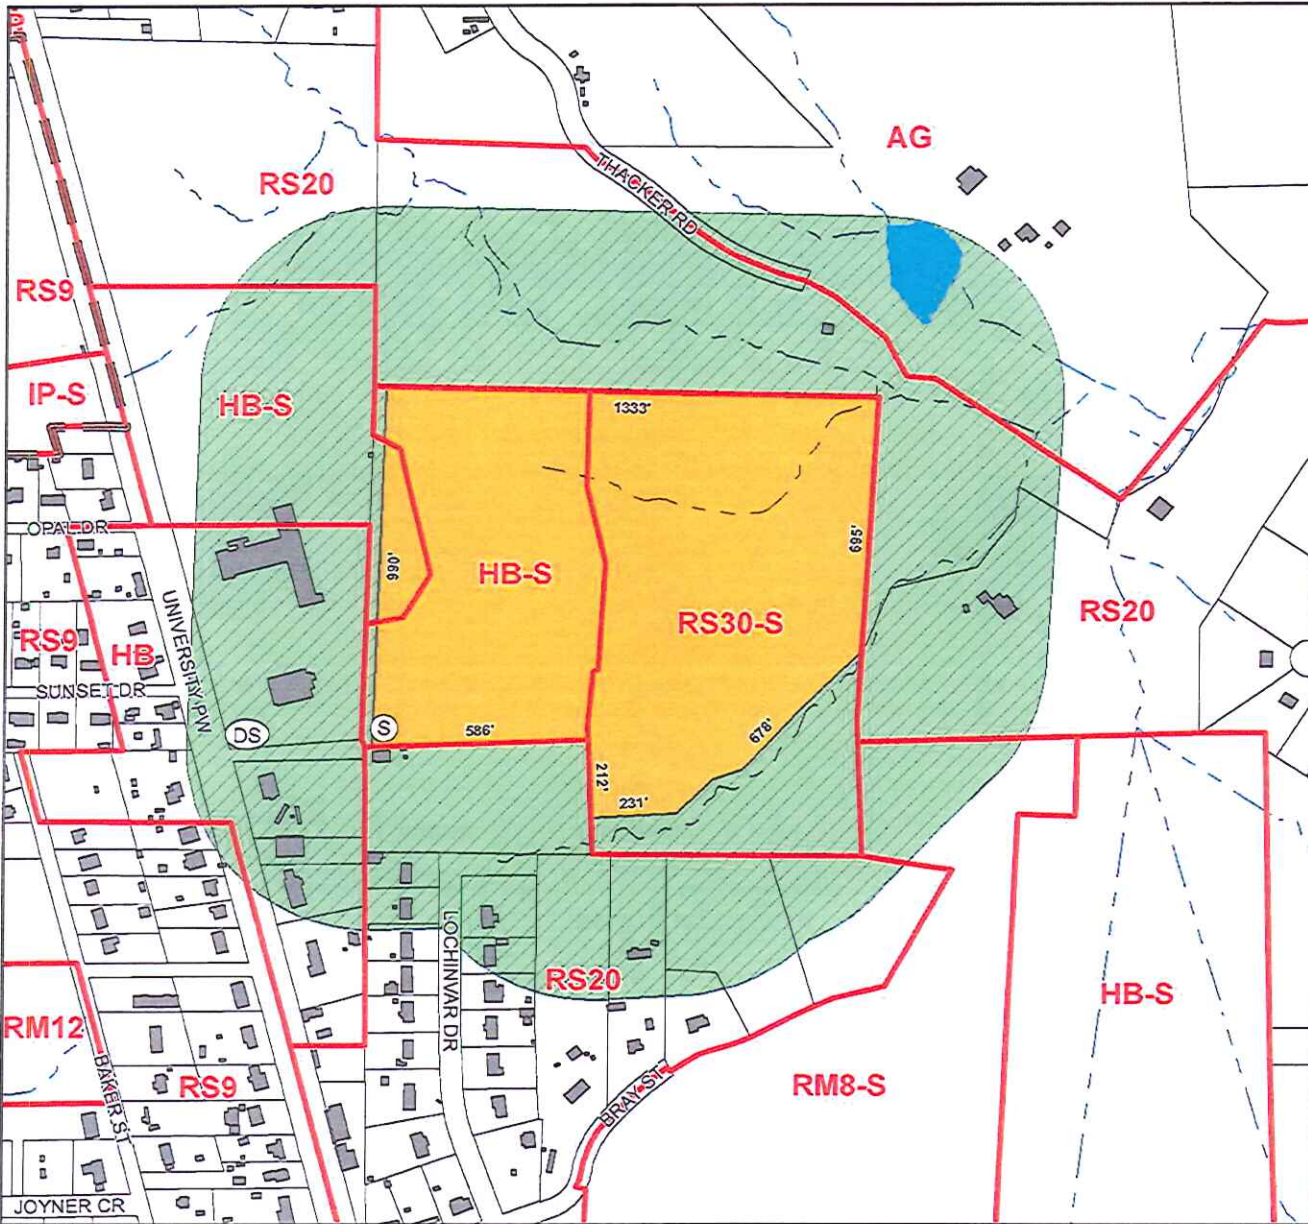 AG
THACKER RD
RS20
RS9
IP-S
HB-S
1333'
OPAL DR
990'
HB-S
695'
RS30-S
RS20
RS9
HB
UNIVERSITY PW
SUNSET DR
DS
S
586'
678'
212'
231'
LOCHINVAR DR
RS20
HB-S
RM12
BAKER ST
RS9
BRAY ST
RM8-S
JOYNER CR